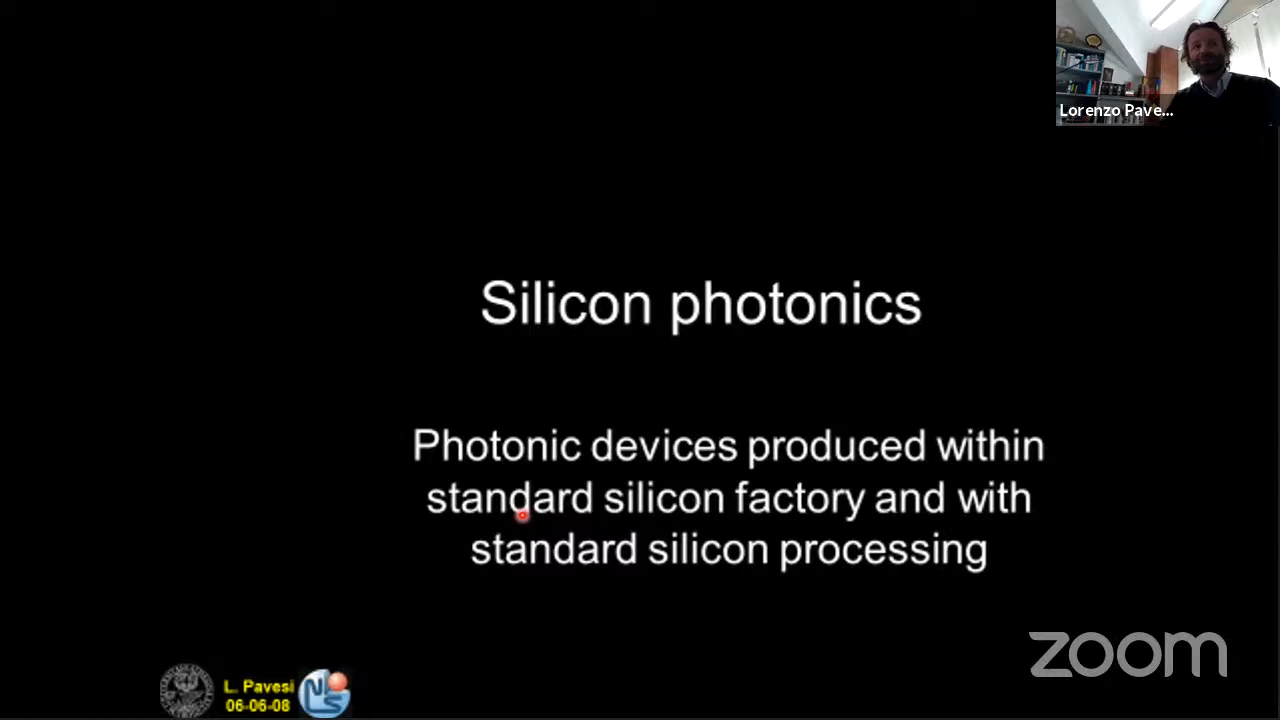 Lorenzo Pave...
Silicon photonics
Photonic devices produced within
standard silicon factory and with
standard silicon processing
L. Pavesi
06-06-08
NLS
zoom